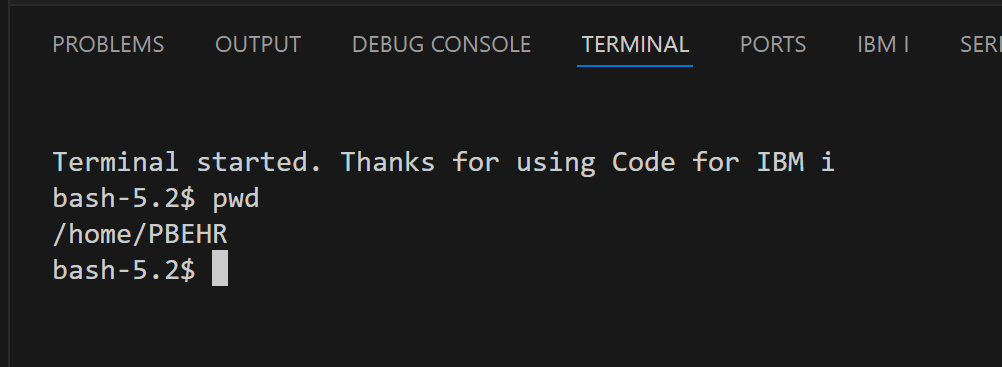 PROBLEMS OUTPUT DEBUG CONSOLE TERMINAL PORTS IBM I
Terminal started. Thanks for using Code for IBM i
bash-5.2$ pwd
/home/PBEHR
bash-5.2$